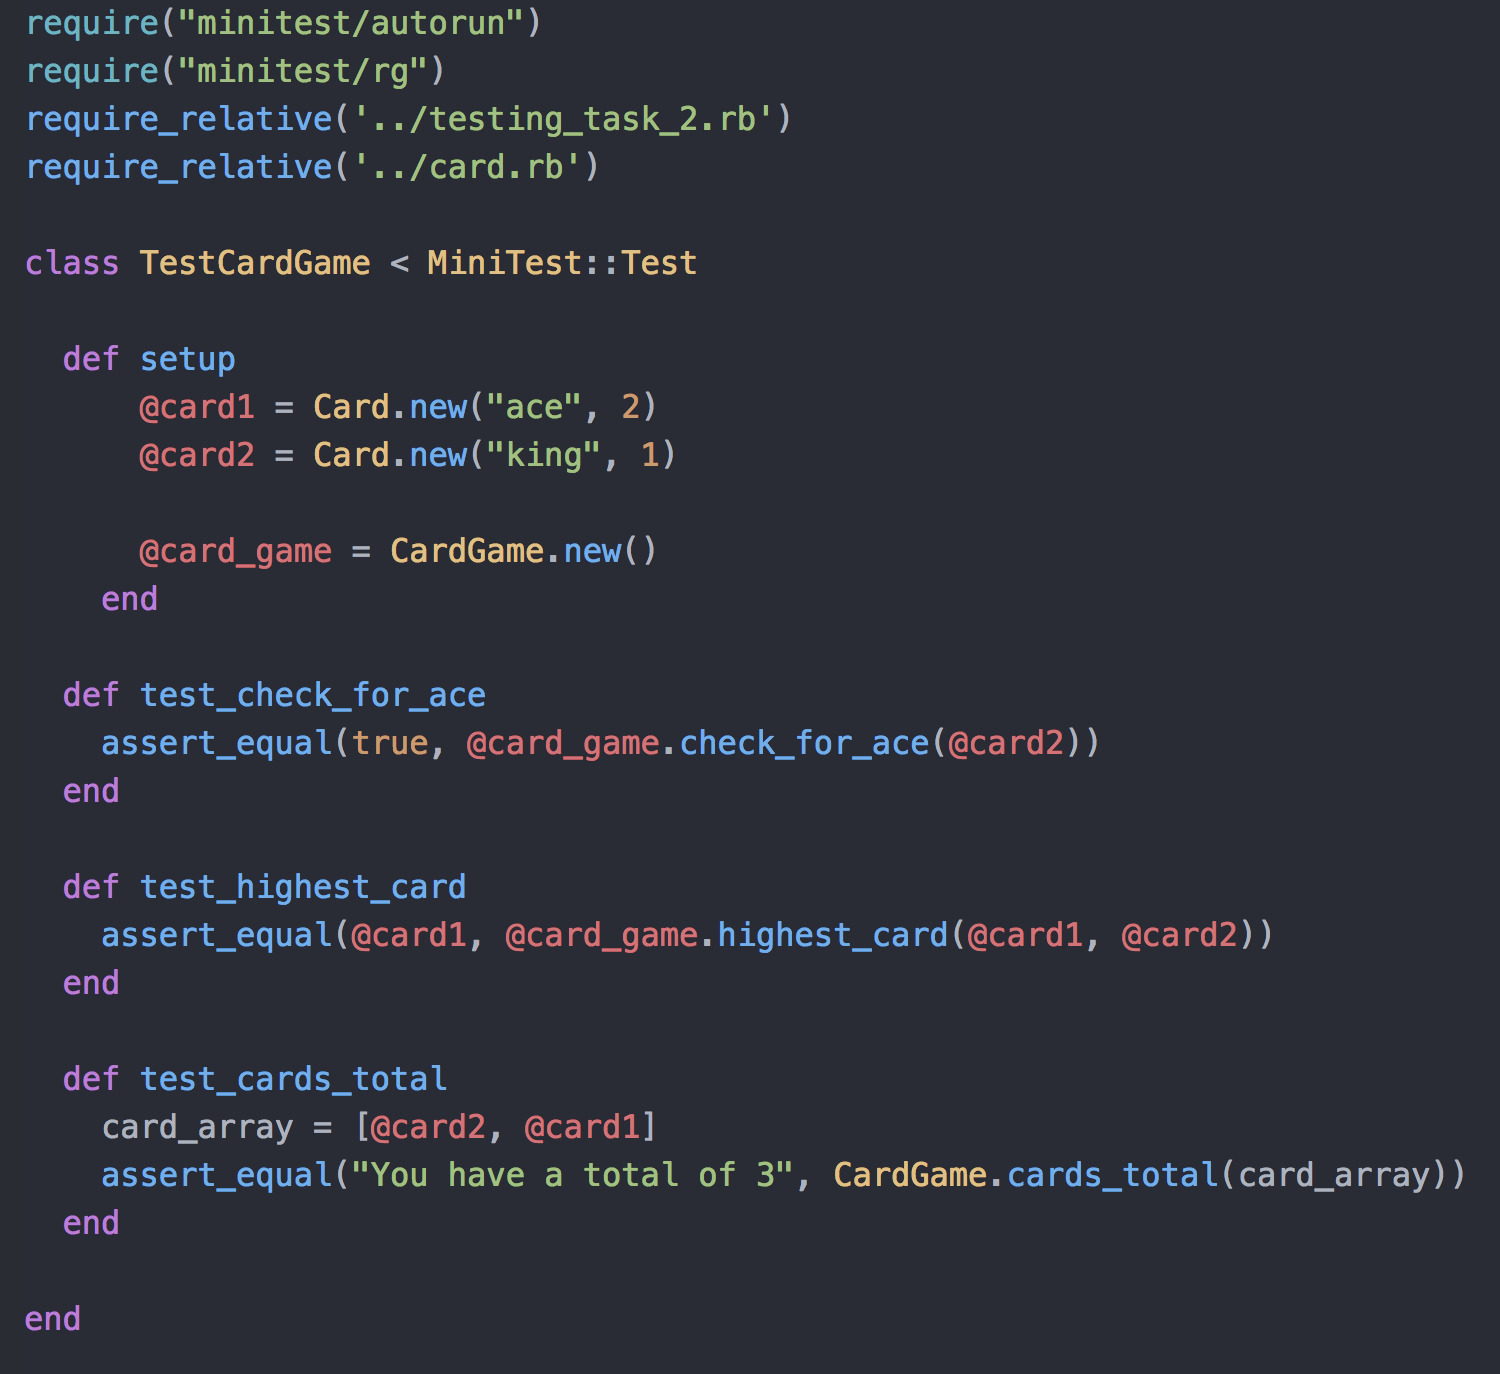 require("minitest/autorun")
require("minitest/rg")
require_relative('../testing_task_2.rb')
require_relative('../card.rb')

class TestCardGame < MiniTest::Test

  def setup
      @card1 = Card.new("ace", 2)
      @card2 = Card.new("king", 1)

      @card_game = CardGame.new()
    end

  def test_check_for_ace
    assert_equal(true, @card_game.check_for_ace(@card2))
  end

  def test_highest_card
    assert_equal(@card1, @card_game.highest_card(@card1, @card2))
  end

  def test_cards_total
    card_array = [@card2, @card1]
    assert_equal("You have a total of 3", CardGame.cards_total(card_array))
  end

end